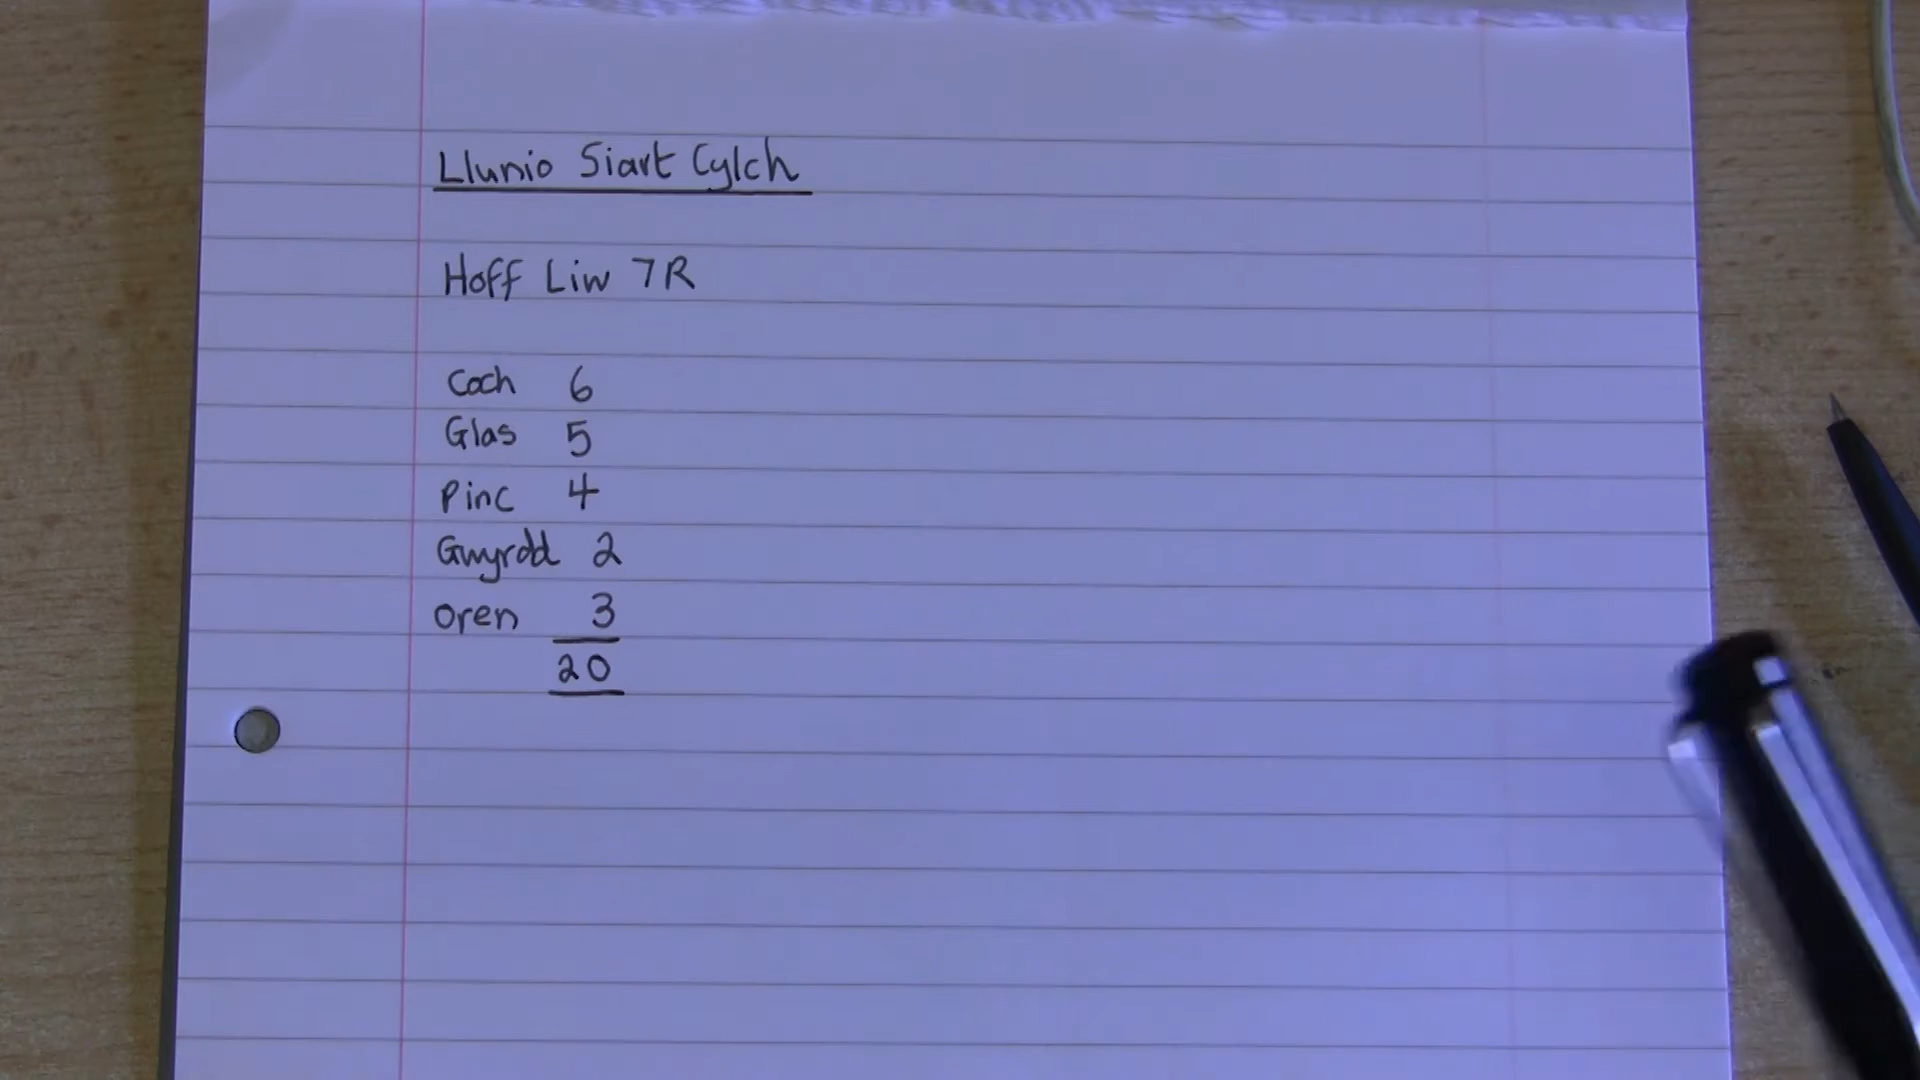 Llunio Siart Cylch
Hoff Liw 7R
Coch 6
Glas 5
Pinc 4
Gwyrdd 2
Oren 3
20